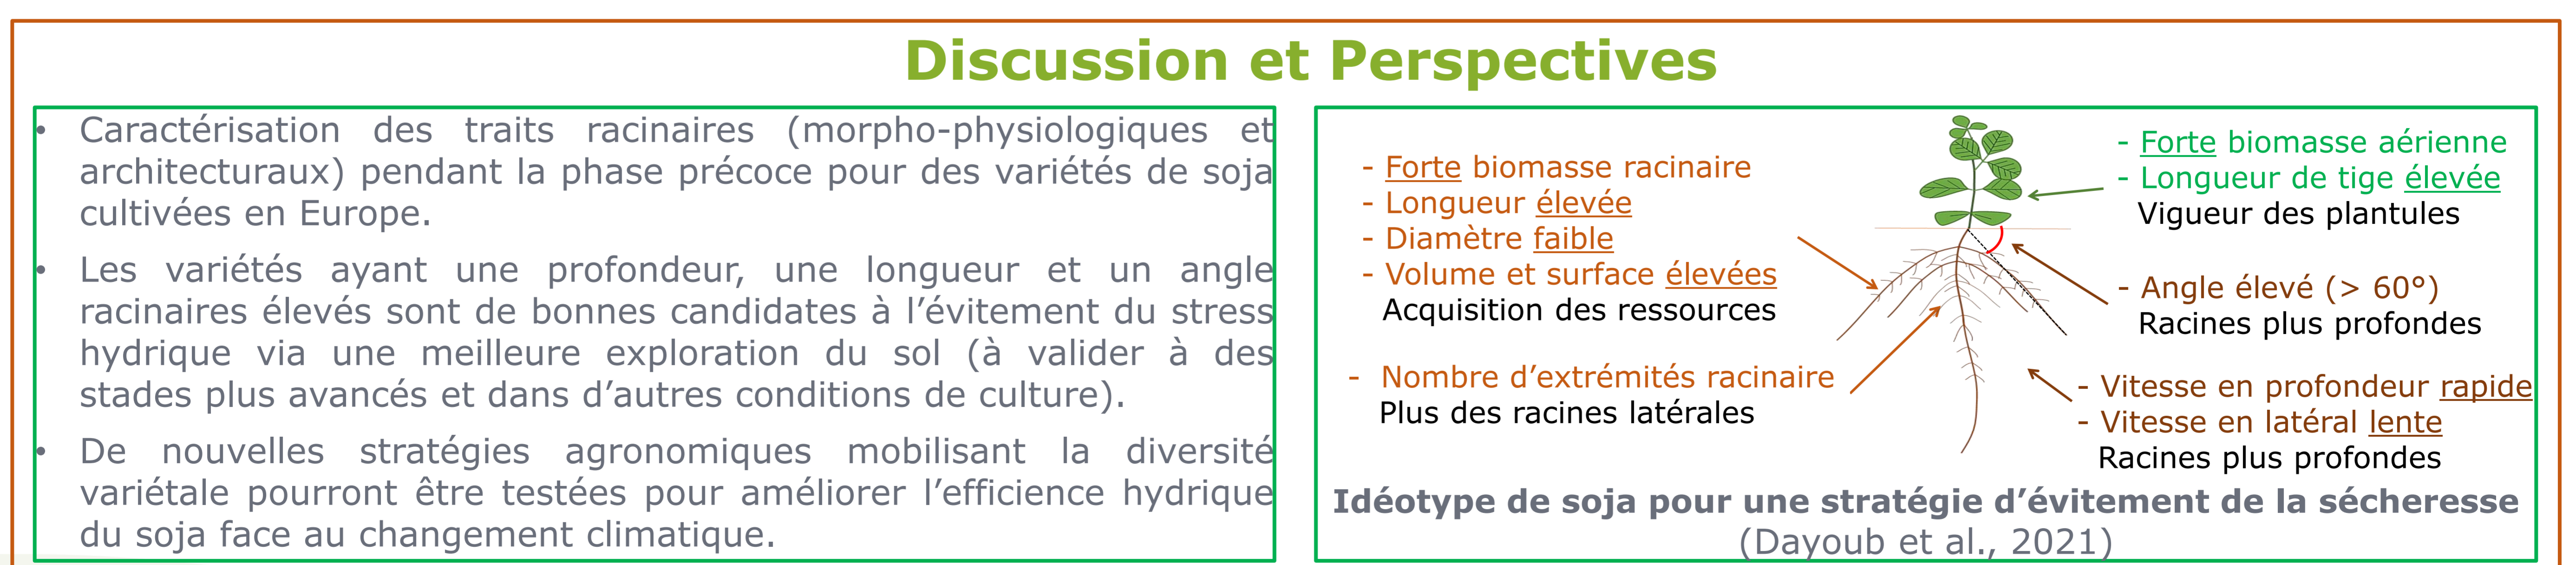 Discussion et Perspectives
• Caractérisation des traits racinaires (morpho-physiologiques et
architecturaux) pendant la phase précoce pour des variétés de soja
cultivées en Europe.
• Les variétés ayant une profondeur, une longueur et un angle
racinaires élevés sont de bonnes candidates à l’évitement du stress
hydrique via une meilleure exploration du sol (à valider à des
stades plus avancés et dans d’autres conditions de culture).
• De nouvelles stratégies agronomiques mobilisant la diversité
variétale pourront être testées pour améliorer l’efficience hydrique
du soja face au changement climatique.
- Forte biomasse racinaire
- Longueur élevée
- Diamètre faible
- Volume et surface élevées
Acquisition des ressources
- Nombre d’extrémités racinaire
Plus des racines latérales
- Forte biomasse aérienne
- Longueur de tige élevée
Vigueur des plantules
- Angle élevé (> 60°)
Racines plus profondes
- Vitesse en profondeur rapide
- Vitesse en latéral lente
Racines plus profondes
Idéotype de soja pour une stratégie d’évitement de la sécheresse
(Dayoub et al., 2021)